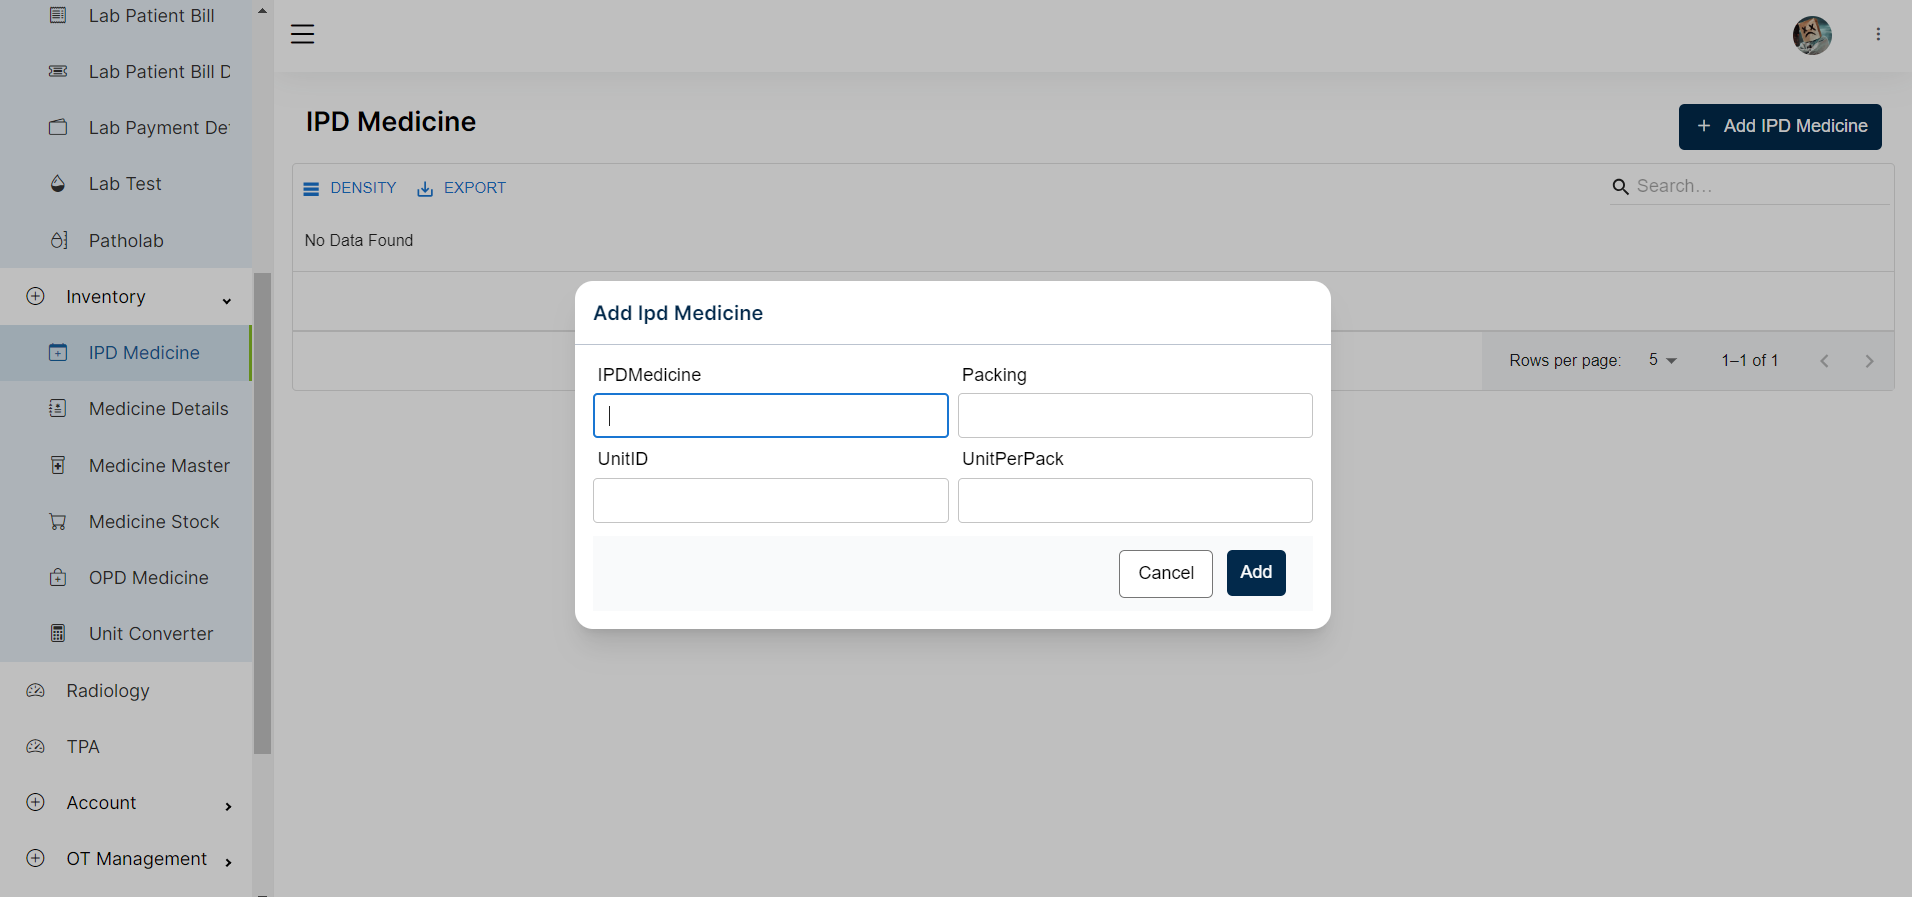 Lab Patient Bill
Lab Patient Bill D
Lab Payment De
Lab Test
Patholab
Inventory
IPD Medicine
Medicine Details
Medicine Master
Medicine Stock
OPD Medicine
Unit Converter
Radiology
TPA
Account
OT Management
IPD Medicine
+ Add IPD Medicine
DENSITY EXPORT
Search…
No Data Found
Rows per page: 5 1–1 of 1
Add Ipd Medicine
IPDMedicine Packing
UnitID UnitPerPack
Cancel Add